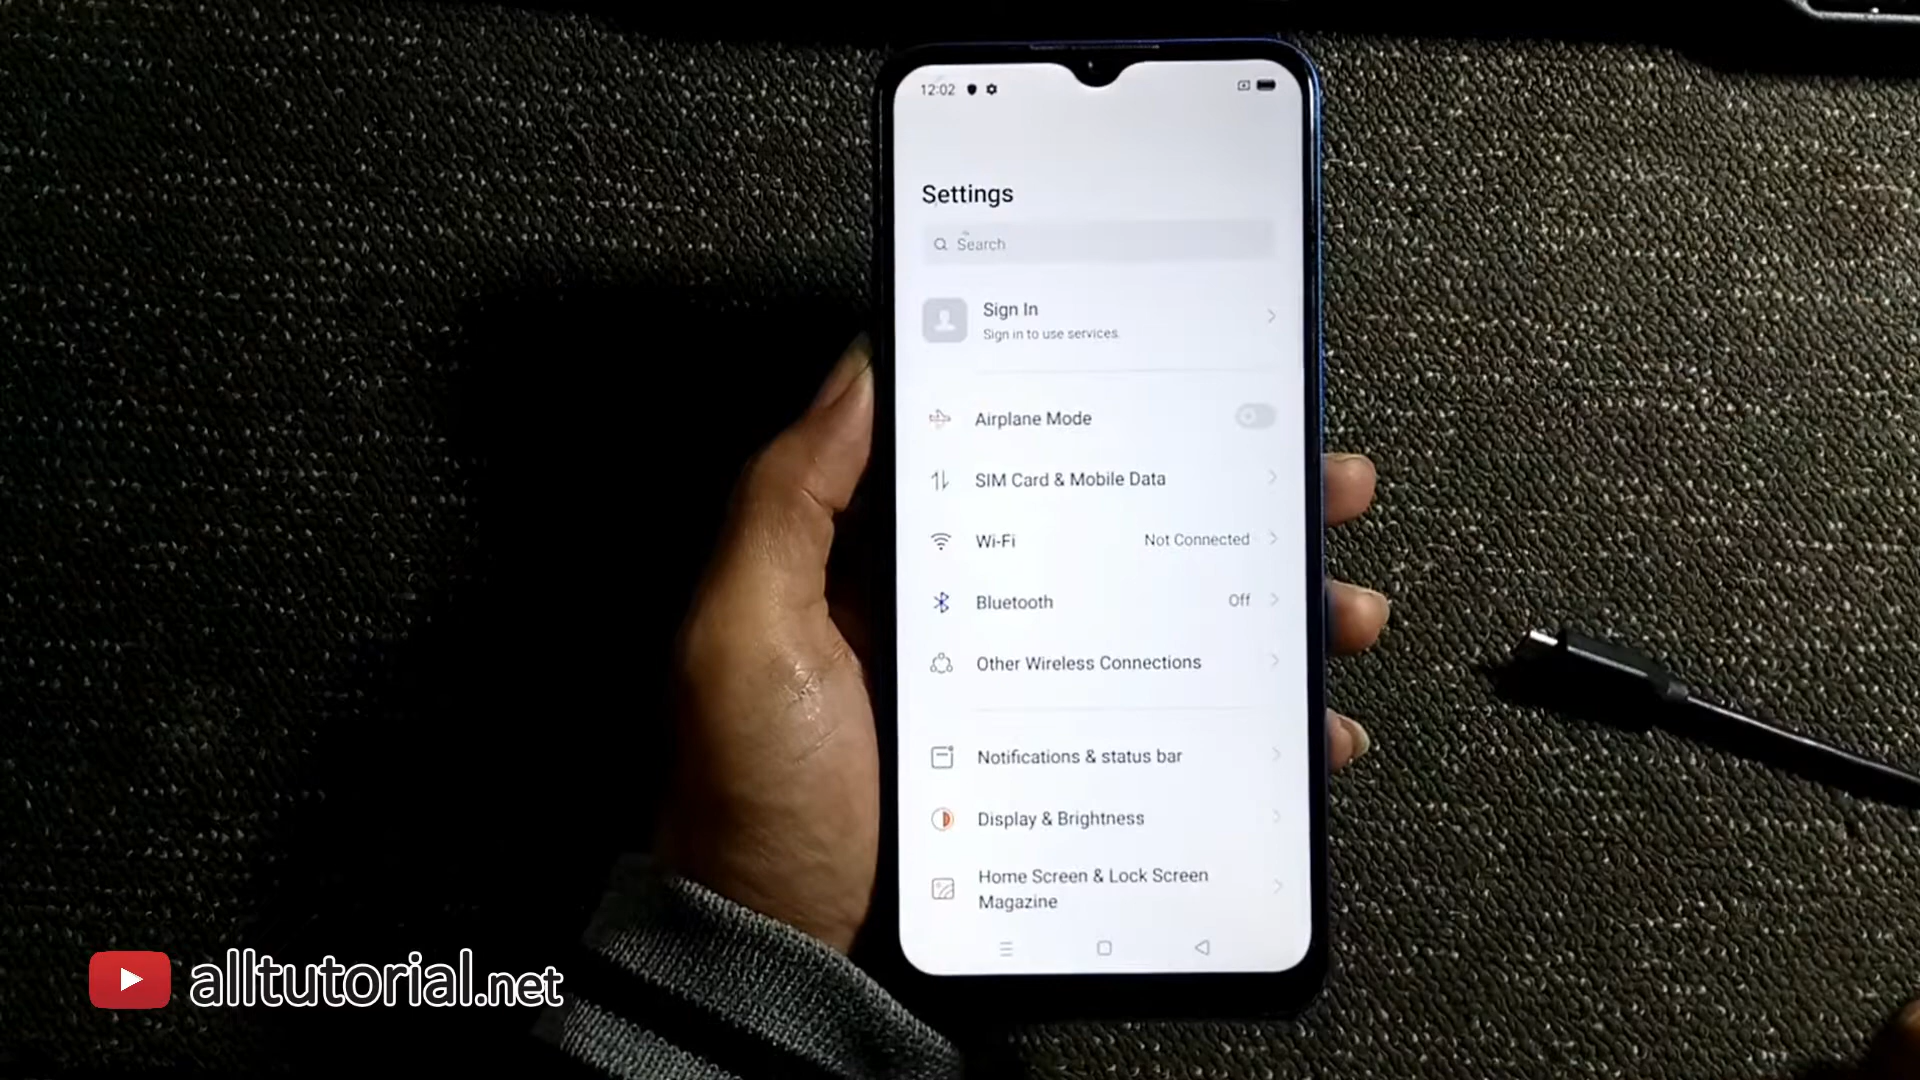 12:02
Settings
Search
Sign In
Sign in to use services.
Airplane Mode
SIM Card & Mobile Data
Wi-Fi Not Connected
Bluetooth Off
Other Wireless Connections
Notifications & status bar
Display & Brightness
Home Screen & Lock Screen
Magazine
alltutorial.net